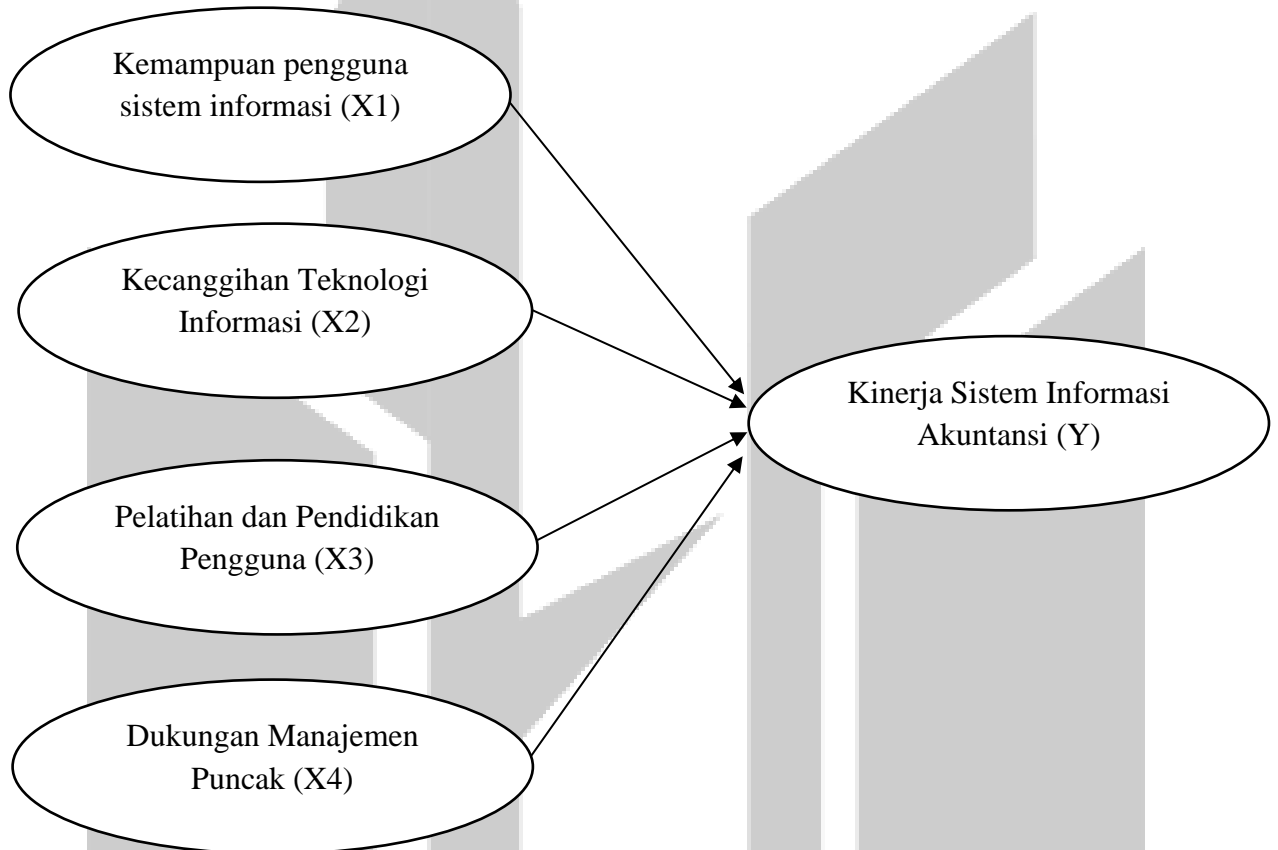 Kemampuan pengguna
sistem informasi (X1)
Kecanggihan Teknologi
Informasi (X2)
Kinerja Sistem Informasi
Akuntansi (Y)
Pelatihan dan Pendidikan
Pengguna (X3)
Dukungan Manajemen
Puncak (X4)